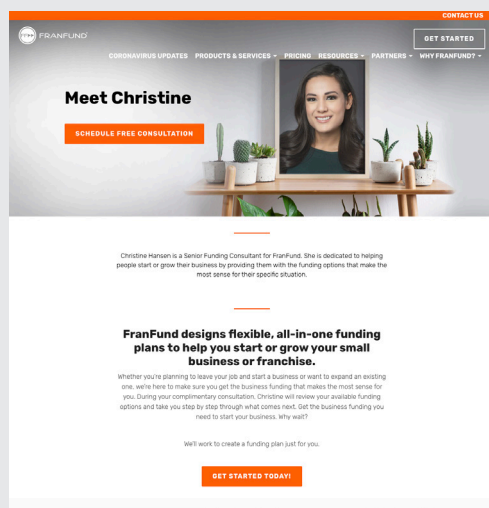 CONTACT US
FRANFUND
GET STARTED
CORONAVIRUS UPDATES PRODUCTS & SERVICES PRICING RESOURCES PARTNERS WHY FRANFUND?
Meet Christine
SCHEDULE FREE CONSULTATION
Christine Hansen is a Senior Funding Consultant for FranFund. She is dedicated to helping
people start or grow their business by providing them with the funding options that make the
most sense for their specific situation.
FranFund designs flexible, all-in-one funding
plans to help you start or grow your small
business or franchise.
Whether you're planning to leave your job and start a business or want to expand an existing
one, we're here to make sure you get the business funding that makes the most sense for
you. During your complimentary consultation, Christine will review your available funding
options and take you step by step through what comes next. Get the business funding you
need to start your business. Why wait?
We'll work to create a funding plan just for you.
GET STARTED TODAY!